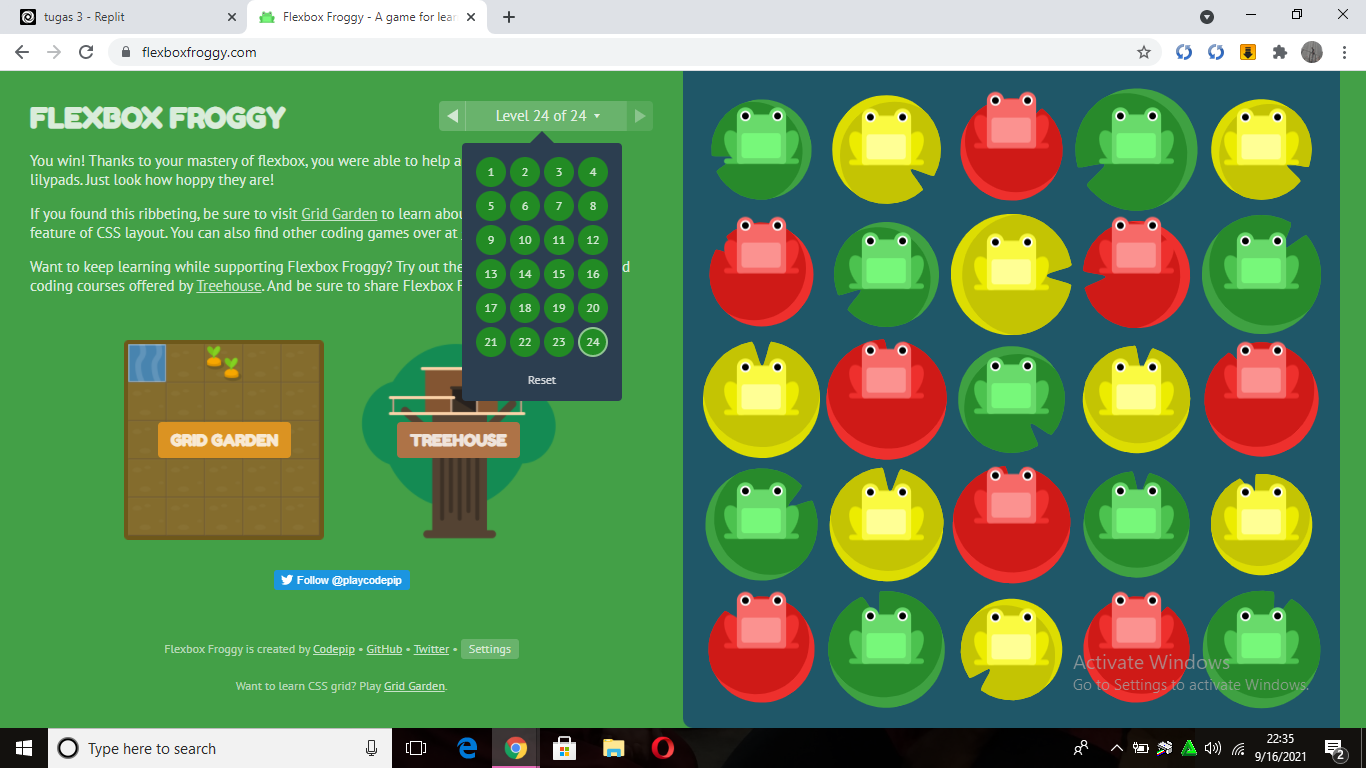 tugas 3 - Replit
Flexbox Froggy - A game for lear
flexboxfroggy.com
FLEXBOX FROGGY
Level 24 of 24
You win! Thanks to your mastery of flexbox, you were able to help a
lilypads. Just look how hoppy they are!
If you found this ribbeting, be sure to visit Grid Garden to learn abou
feature of CSS layout. You can also find other coding games over at
Want to keep learning while supporting Flexbox Froggy? Try out the d
coding courses offered by Treehouse. And be sure to share Flexbox F
1 2 3 4
5 6 7 8
9 10 11 12
13 14 15 16
17 18 19 20
21 22 23 24
Reset
GRID GARDEN
TREEHOUSE
Follow @playcodepip
Flexbox Froggy is created by Codepip • GitHub • Twitter • Settings
Want to learn CSS grid? Play Grid Garden.
Activate Windows
Go to Settings to activate Windows.
Type here to search
22:35
9/16/2021
2